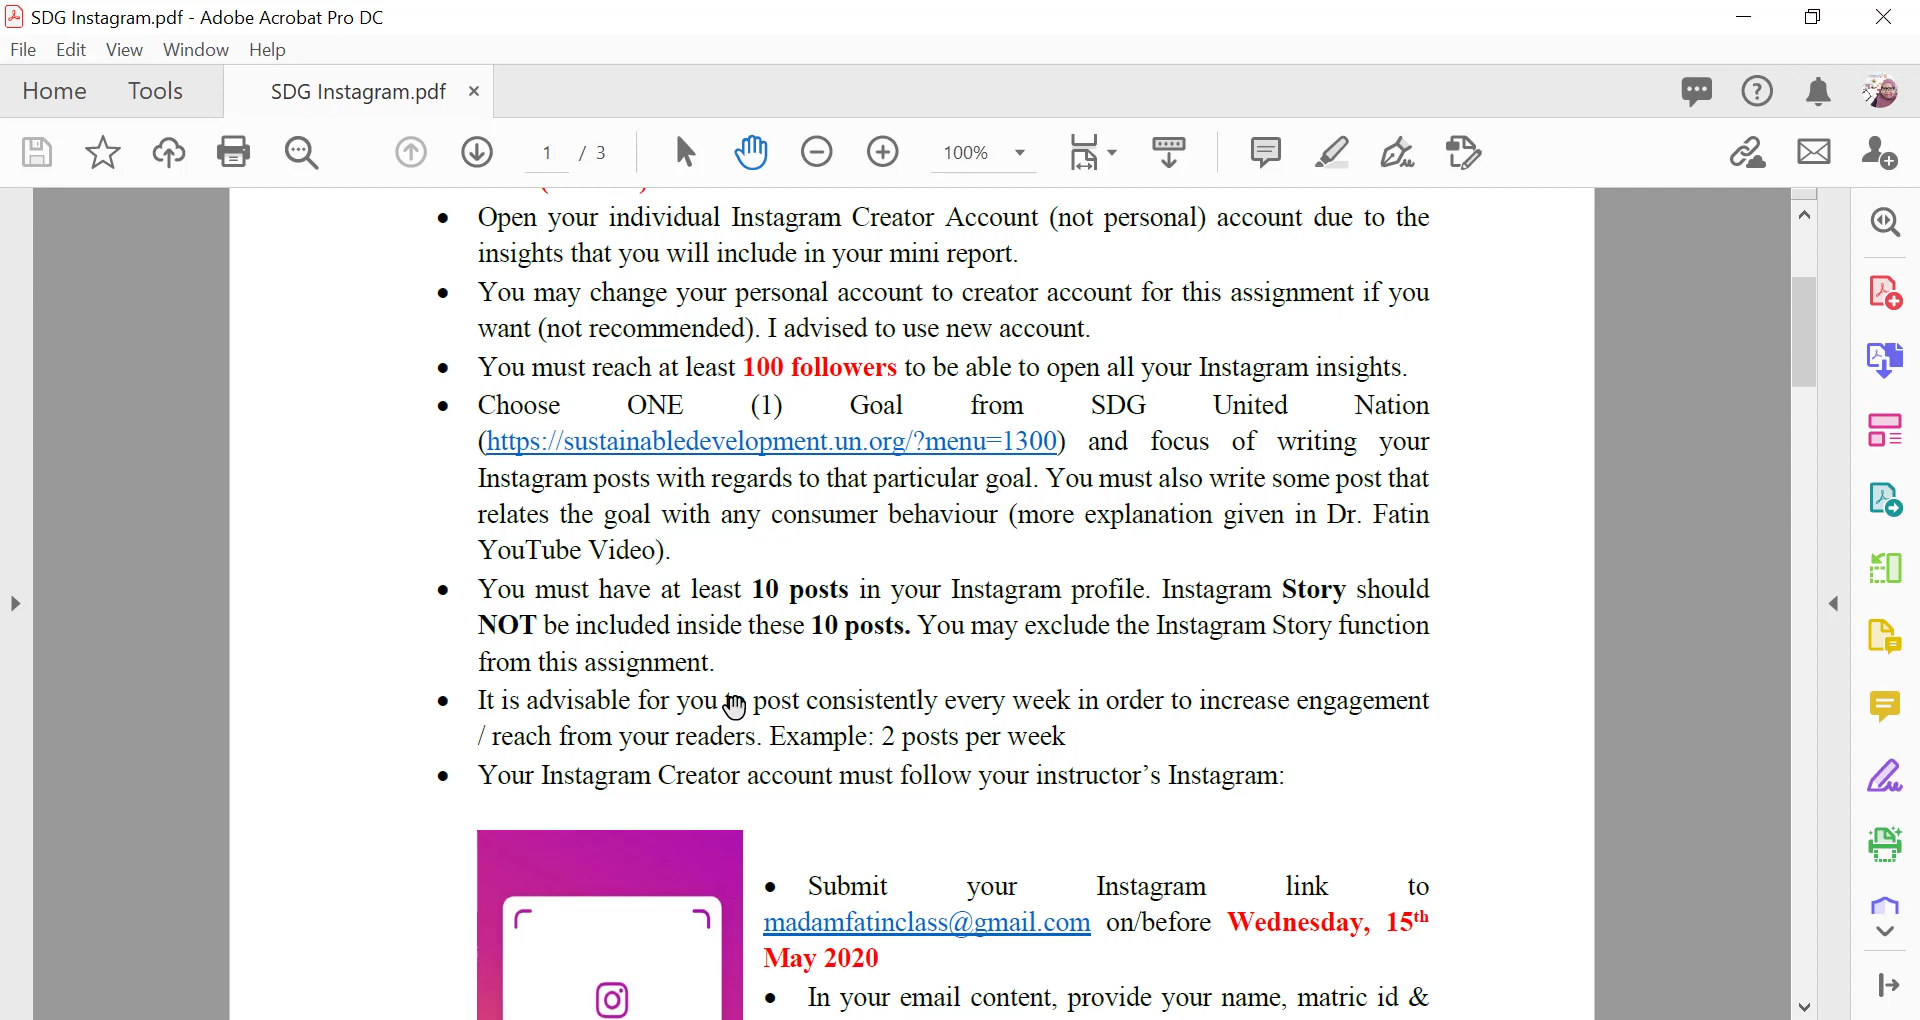 SDG Instagram.pdf - Adobe Acrobat Pro DC
File Edit View Window Help
Home Tools SDG Instagram.pdf
1 / 3 100%
• Open your individual Instagram Creator Account (not personal) account due to the
insights that you will include in your mini report.
• You may change your personal account to creator account for this assignment if you
want (not recommended). I advised to use new account.
• You must reach at least 100 followers to be able to open all your Instagram insights.
• Choose ONE (1) Goal from SDG United Nation
(https://sustainabledevelopment.un.org/?menu=1300) and focus of writing your
Instagram posts with regards to that particular goal. You must also write some post that
relates the goal with any consumer behaviour (more explanation given in Dr. Fatin
YouTube Video).
• You must have at least 10 posts in your Instagram profile. Instagram Story should
NOT be included inside these 10 posts. You may exclude the Instagram Story function
from this assignment.
• It is advisable for you to post consistently every week in order to increase engagement
/ reach from your readers. Example: 2 posts per week
• Your Instagram Creator account must follow your instructor's Instagram:
• Submit your Instagram link to
madamfatinclass@gmail.com on/before Wednesday, 15th
May 2020
• In your email content, provide your name, matric id &